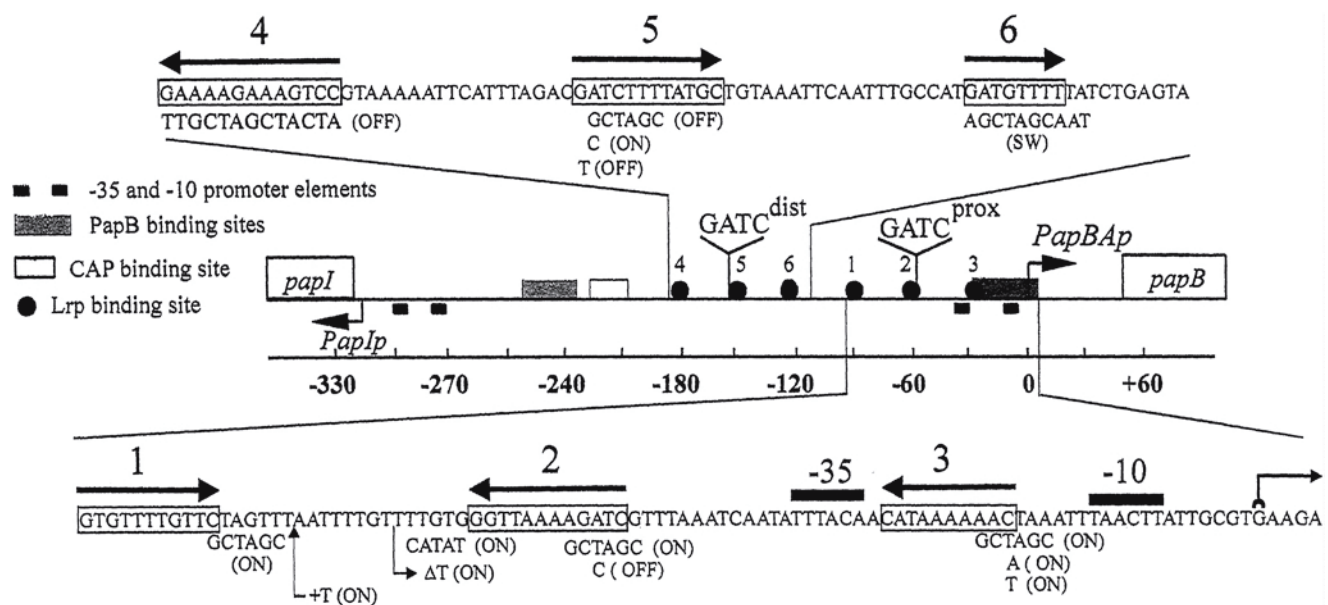 4 5 6
GAAAAGAAAGTCCGTAAAAATTCATTTAGACGATCTTTTATGCTGTAAATTCAATTTGCCATGATGTTTTTATCTGAGTA
TTGCTAGCTACTA (OFF) GCTAGC (OFF) AGCTAGCAAT
C (ON) (SW)
T (OFF)
-35 and -10 promoter elements
PapB binding sites
CAP binding site
Lrp binding site
GATC dist GATC prox PapBAp
4 5 6 1 2 3
papI papB
PapIp
-330 -270 -240 -180 -120 -60 0 +60
1 2 -35 3 -10
GTGTTTTGTTCTAGTTTAATTTTGTTTTGTGGGTTAAAAGATCGTTTAAATCAATATTTACAACATAAAAAACTAAATTTAACTTATTGCGTGAAGA
GCTAGC CATAT (ON) GCTAGC (ON) GCTAGC (ON)
(ON) ΔT (ON) C (OFF) A (ON)
+T (ON) T (ON)